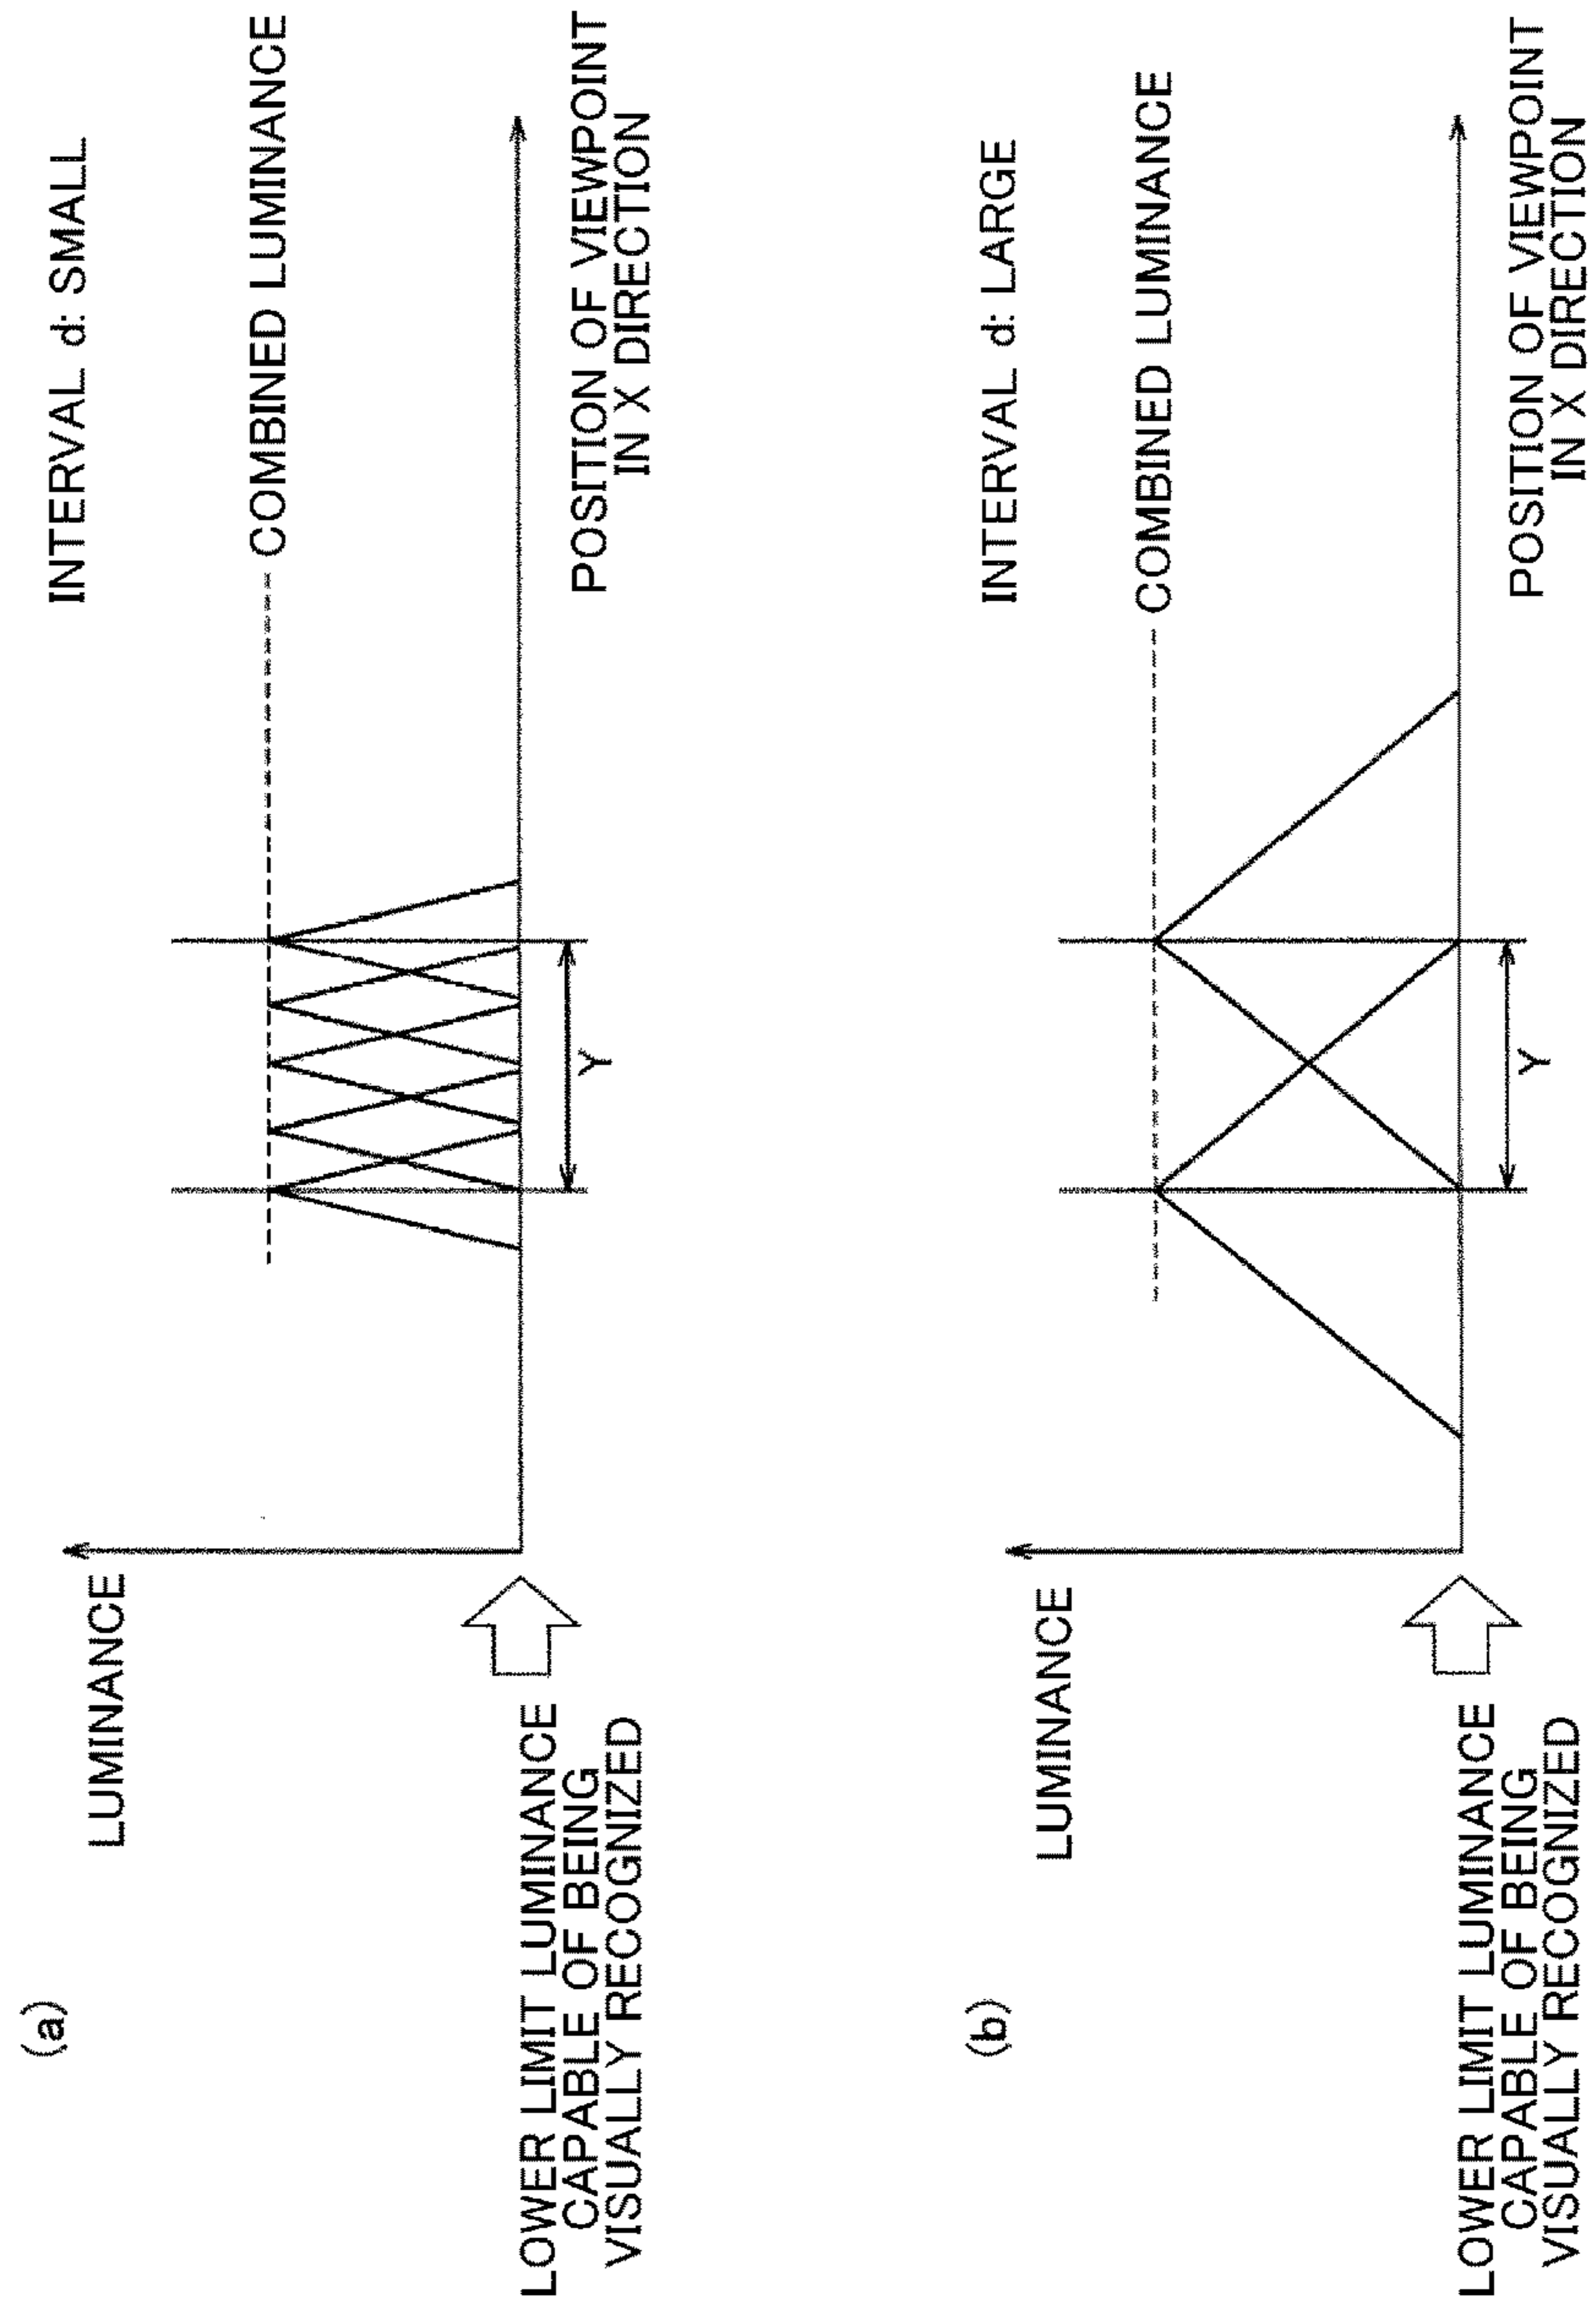 (a)
INTERVAL d: SMALL
LUMINANCE
COMBINED LUMINANCE
LOWER LIMIT LUMINANCE
CAPABLE OF BEING
VISUALLY RECOGNIZED
Y
POSITION OF VIEWPOINT
IN X DIRECTION
(b)
INTERVAL d: LARGE
LUMINANCE
COMBINED LUMINANCE
LOWER LIMIT LUMINANCE
CAPABLE OF BEING
VISUALLY RECOGNIZED
Y
POSITION OF VIEWPOINT
IN X DIRECTION